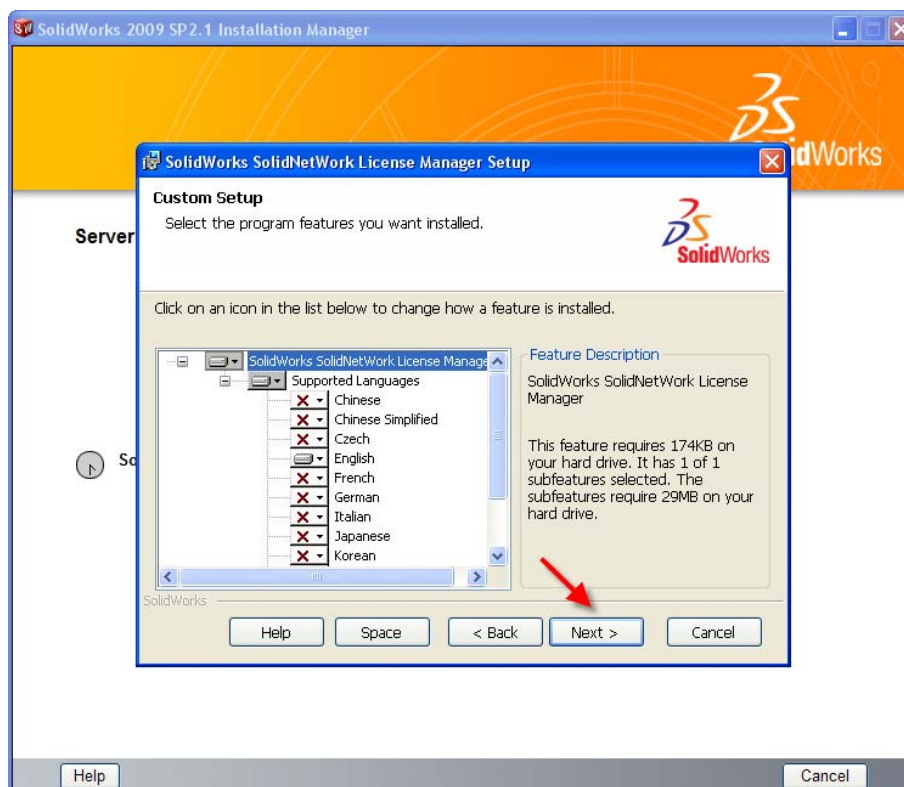 SolidWorks 2009 SP2.1 Installation Manager
SolidWorks SolidNetWork License Manager Setup
idWorks
Custom Setup
Select the program features you want installed.
SolidWorks
Server
Click on an icon in the list below to change how a feature is installed.
SolidWorks SolidNetWork License Manage
Supported Languages
Chinese
Chinese Simplified
Czech
English
French
German
Italian
Japanese
Korean
Feature Description
SolidWorks SolidNetWork License
Manager
This feature requires 174KB on
your hard drive. It has 1 of 1
subfeatures selected. The
subfeatures require 29MB on your
hard drive.
So
SolidWorks
Help Space < Back Next > Cancel
Help Cancel